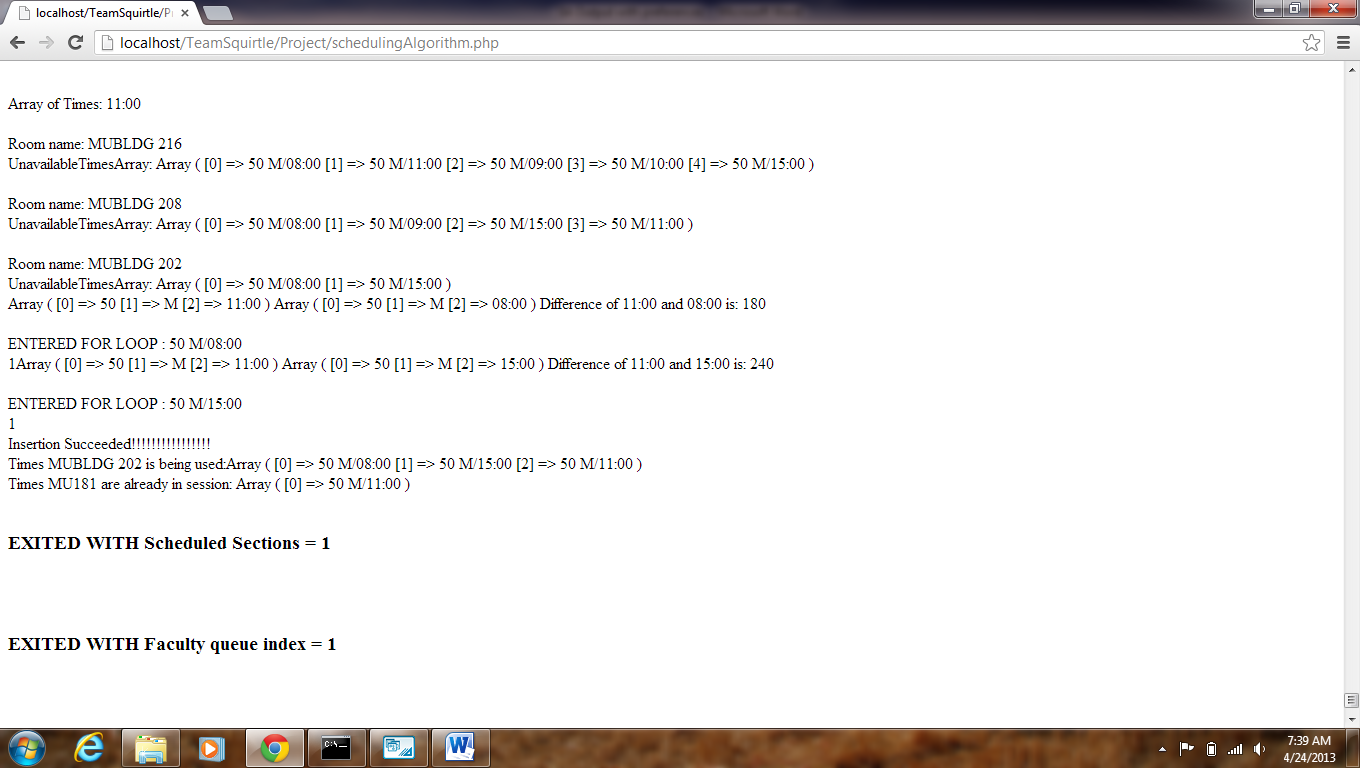 localhost/TeamSquirtle/Pr
localhost/TeamSquirtle/Project/schedulingAlgorithm.php
Array of Times: 11:00
Room name: MUBLDG 216
UnavailableTimesArray: Array ( [0] => 50 M/08:00 [1] => 50 M/11:00 [2] => 50 M/09:00 [3] => 50 M/10:00 [4] => 50 M/15:00 )
Room name: MUBLDG 208
UnavailableTimesArray: Array ( [0] => 50 M/08:00 [1] => 50 M/09:00 [2] => 50 M/15:00 [3] => 50 M/11:00 )
Room name: MUBLDG 202
UnavailableTimesArray: Array ( [0] => 50 M/08:00 [1] => 50 M/15:00 )
Array ( [0] => 50 [1] => M [2] => 11:00 ) Array ( [0] => 50 [1] => M [2] => 08:00 ) Difference of 11:00 and 08:00 is: 180
ENTERED FOR LOOP : 50 M/08:00
1Array ( [0] => 50 [1] => M [2] => 11:00 ) Array ( [0] => 50 [1] => M [2] => 15:00 ) Difference of 11:00 and 15:00 is: 240
ENTERED FOR LOOP : 50 M/15:00
1
Insertion Succeeded!!!!!!!!!!!!!!!!
Times MUBLDG 202 is being used:Array ( [0] => 50 M/08:00 [1] => 50 M/15:00 [2] => 50 M/11:00 )
Times MU181 are already in session: Array ( [0] => 50 M/11:00 )
EXITED WITH Scheduled Sections = 1
EXITED WITH Faculty queue index = 1
C:\
7:39 AM
4/24/2013